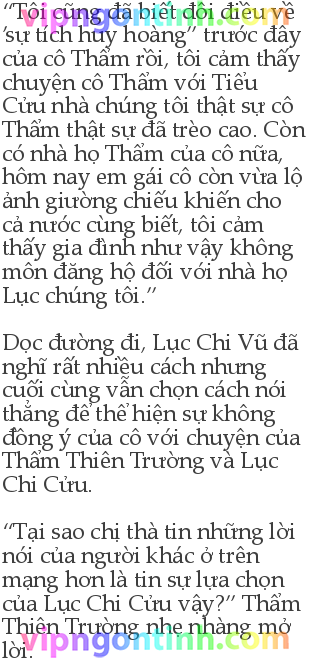 “Tôi cũng đã biết đôi điều về
‘sự tích huy hoàng” trước đây
của cô Thẩm rồi, tôi cảm thấy
chuyện cô Thẩm với Tiểu
Cửu nhà chúng tôi thật sự cô
Thẩm thật sự đã trèo cao. Còn
có nhà họ Thẩm của cô nữa,
hôm nay em gái cô còn vừa lộ
ảnh giường chiếu khiến cho
cả nước cùng biết, tôi cảm
thấy gia đình như vậy không
môn đăng hộ đối với nhà họ
Lục chúng tôi.”
Dọc đường đi, Lục Chi Vũ đã
nghĩ rất nhiều cách nhưng
cuối cùng vẫn chọn cách nói
thẳng để thể hiện sự không
đồng ý của cô với chuyện của
Thẩm Thiên Trường và Lục
Chi Cửu.
“Tại sao chị thà tin những lời
nói của người khác ở trên
mạng hơn là tin sự lựa chọn
của Lục Chi Cửu vậy?” Thẩm
Thiên Trường nhẹ nhàng mở
lời.
vipngontinh.com
vipngontinh.com